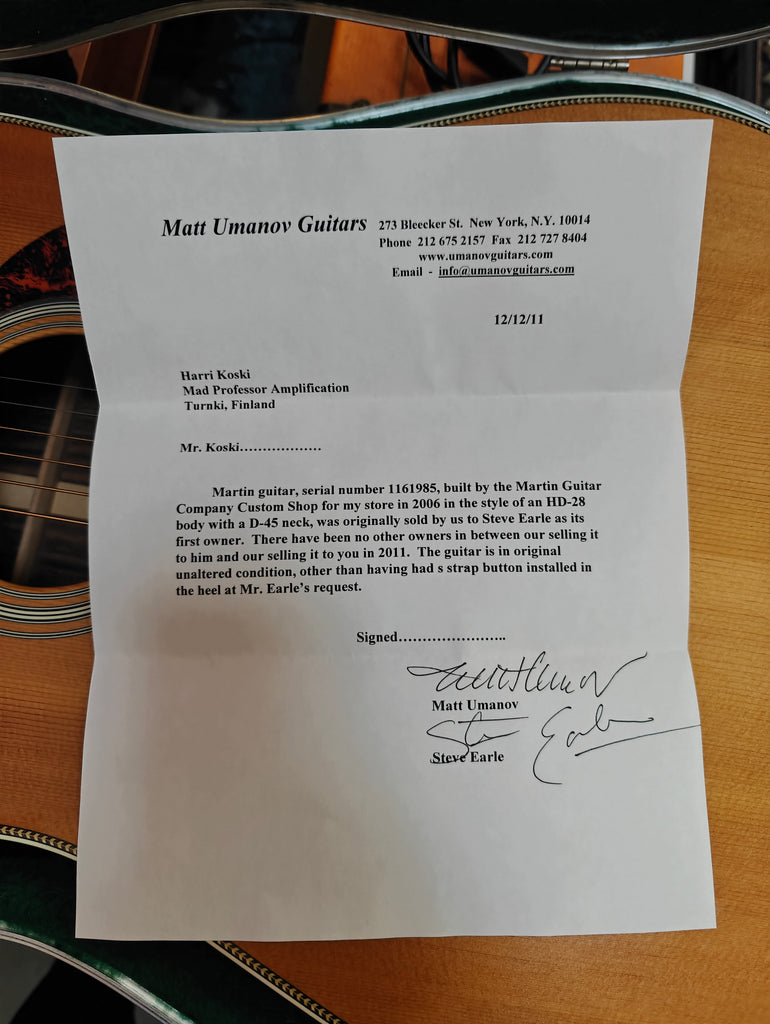 Matt Umanov Guitars 273 Bleecker St. New York, N.Y. 10014
Phone 212 675 2157 Fax 212 727 8404
www.umanovguitars.com
Email - info@umanovguitars.com
12/12/11
Harri Koski
Mad Professor Amplification
Turnki, Finland
Mr. Koski..................
Martin guitar, serial number 1161985, built by the Martin Guitar
Company Custom Shop for my store in 2006 in the style of an HD-28
body with a D-45 neck, was originally sold by us to Steve Earle as its
first owner. There have been no other owners in between our selling it
to him and our selling it to you in 2011. The guitar is in original
unaltered condition, other than having had s strap button installed in
the heel at Mr. Earle's request.
Signed.......................
Matt Umanov
Matt Umanov
Steve Earle
Steve Earle